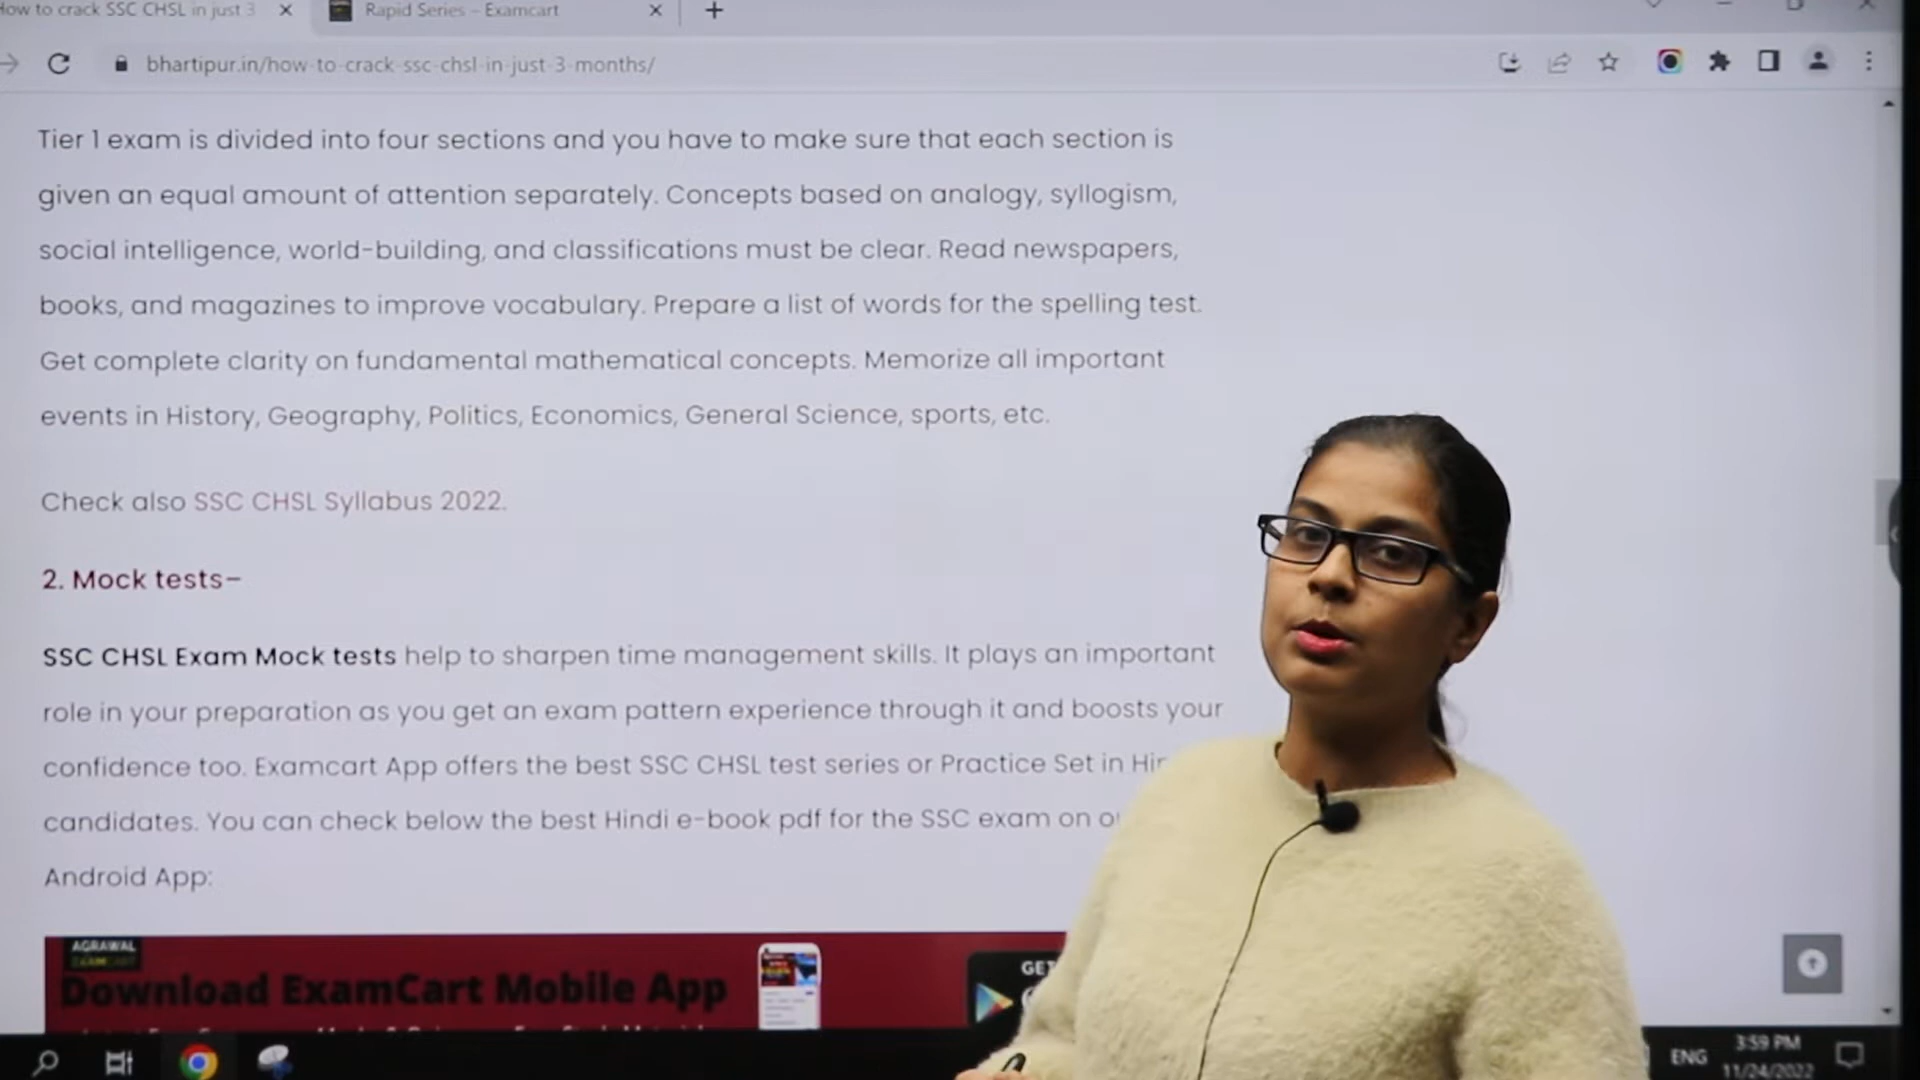 How to crack SSC CHSL in just 3
Rapid Series – Examcart
bhartipur.in/how-to-crack-ssc-chsl-in-just-3-months/
Tier 1 exam is divided into four sections and you have to make sure that each section is
given an equal amount of attention separately. Concepts based on analogy, syllogism,
social intelligence, world-building, and classifications must be clear. Read newspapers,
books, and magazines to improve vocabulary. Prepare a list of words for the spelling test.
Get complete clarity on fundamental mathematical concepts. Memorize all important
events in History, Geography, Politics, Economics, General Science, sports, etc.
Check also SSC CHSL Syllabus 2022.
2. Mock tests–
SSC CHSL Exam Mock tests help to sharpen time management skills. It plays an important
role in your preparation as you get an exam pattern experience through it and boosts your
confidence too. Examcart App offers the best SSC CHSL test series or Practice Set in
candidates. You can check below the best Hindi e-book pdf for the SSC exam on
Android App:
AGRAWAL
EXAMCART
Download ExamCart Mobile App
GET
ENG
3:59 PM
11/24/2022